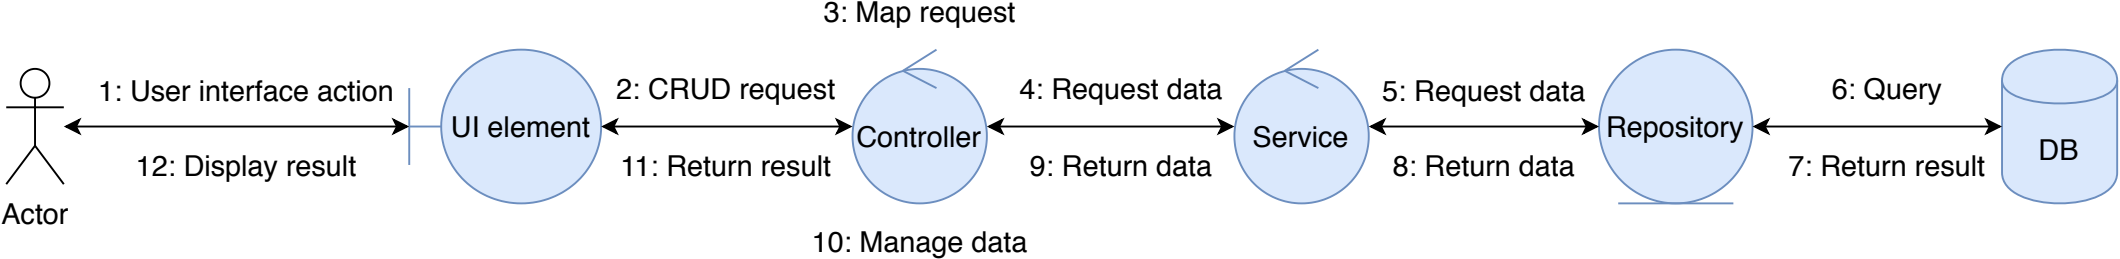 3: Map request
1: User interface action
2: CRUD request
4: Request data
5: Request data
6: Query
UI element
Controller
Service
Repository
DB
12: Display result
11: Return result
9: Return data
8: Return data
7: Return result
Actor
10: Manage data